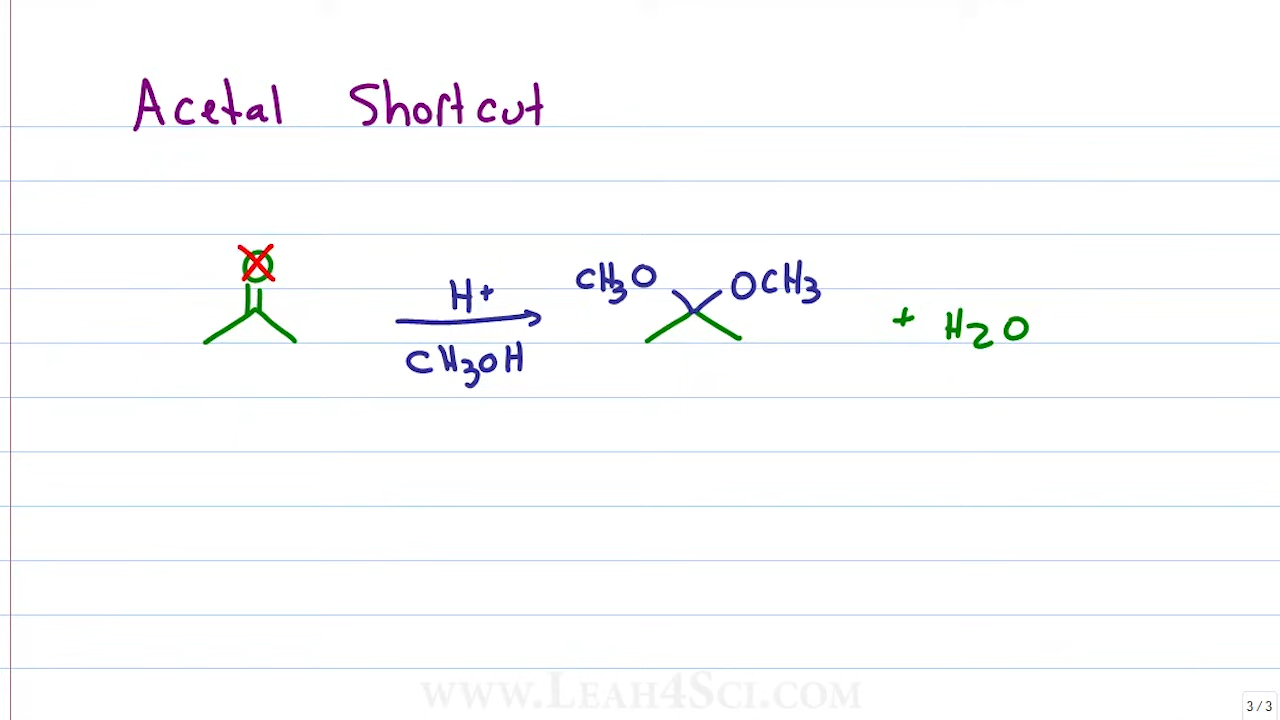 Acetal Shortcut
O
H+
CH3OH
CH3O OCH3
+ H2O
www.Leah4Sci.com
3 / 3